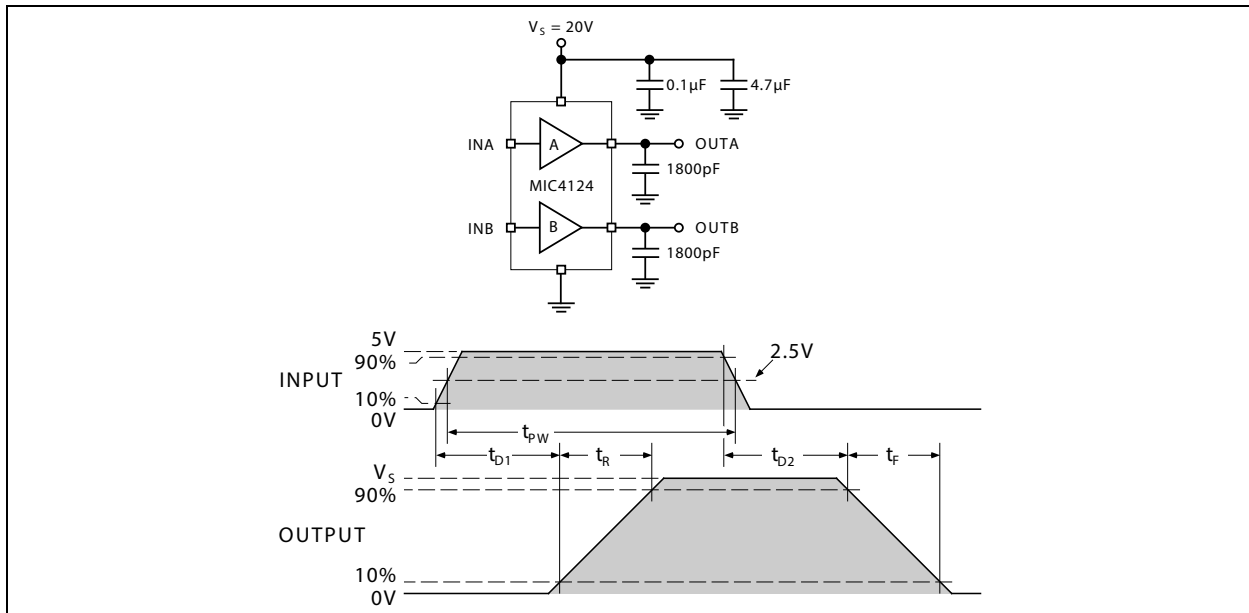 V_S = 20V
0.1µF 4.7µF
INA A OUTA
1800pF
MIC4124
INB B OUTB
1800pF
5V
90%
2.5V
INPUT
10%
0V
t_PW
t_D1 t_R t_D2 t_F
V_S
90%
OUTPUT
10%
0V